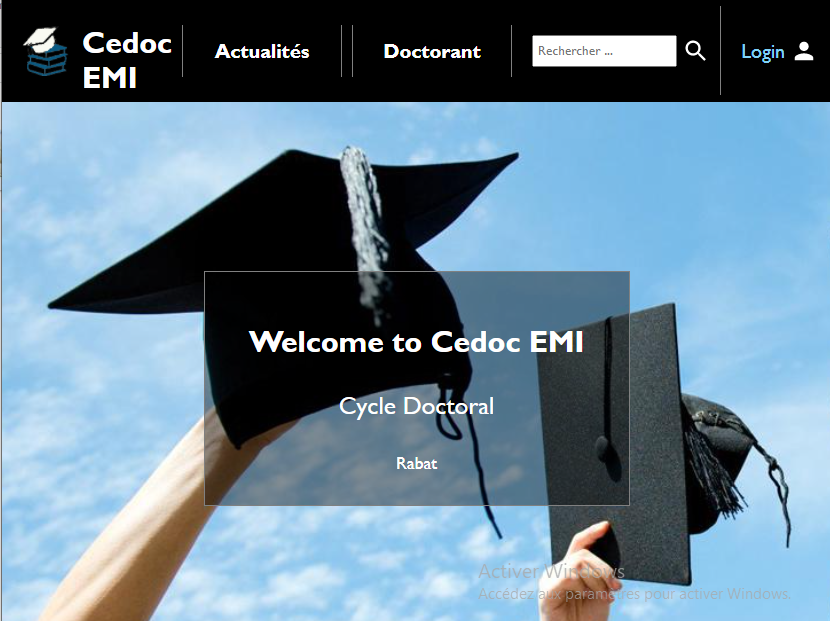 Cedoc
EMI
Actualités
Doctorant
Rechercher ...
Login
Welcome to Cedoc EMI
Cycle Doctoral
Rabat
Activer Windows
Accédez aux paramètres pour activer Windows.